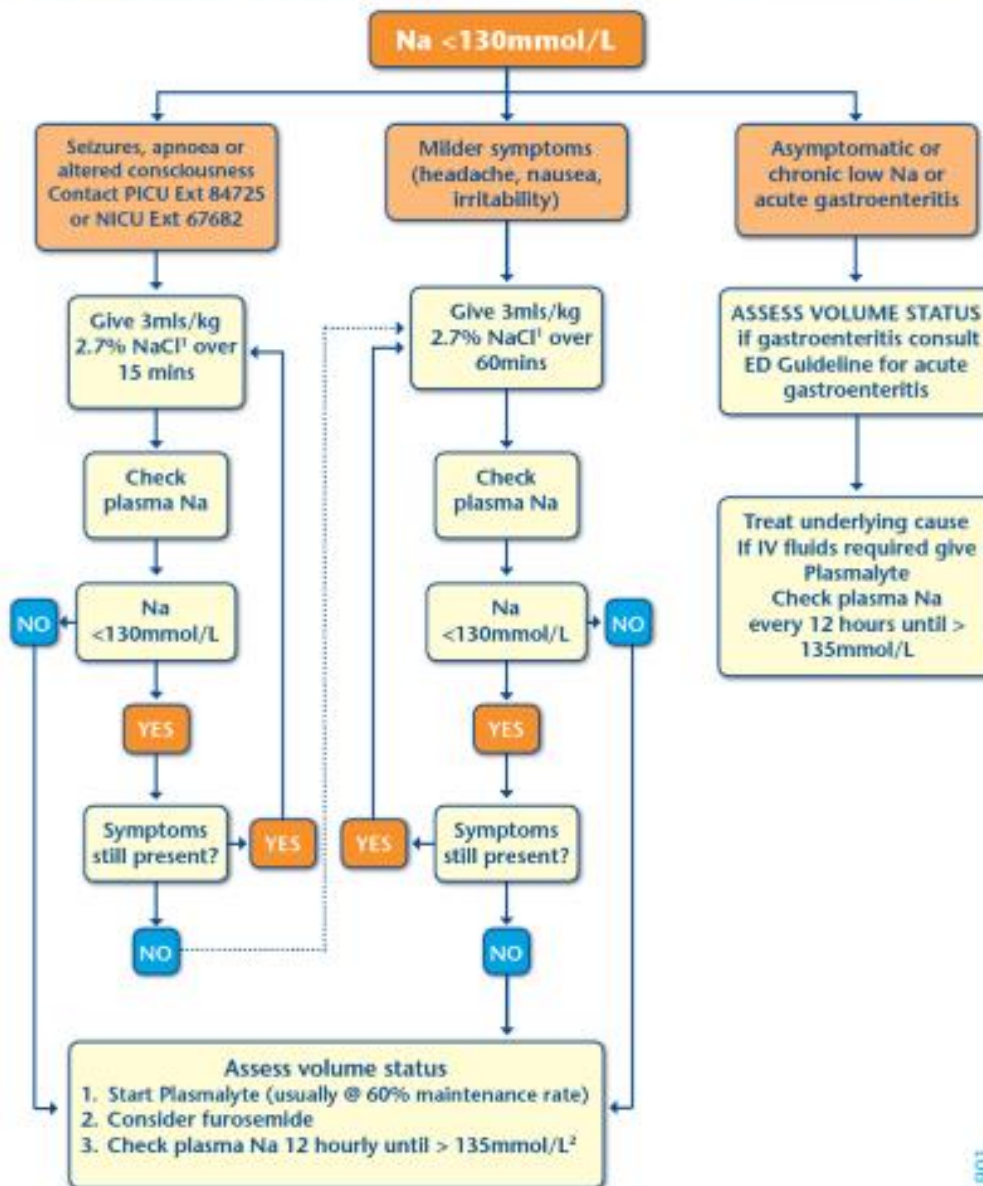 Na <130mmol/L
Seizures, apnoea or
altered consciousness
Contact PICU Ext 84725
or NICU Ext 67682
Give 3mls/kg
2.7% NaCl¹ over
15 mins
Check
plasma Na
NO
Na
<130mmol/L
YES
Symptoms
still present?
YES
NO
Milder symptoms
(headache, nausea,
irritability)
Give 3mls/kg
2.7% NaCl¹ over
60mins
Check
plasma Na
Na
<130mmol/L
NO
YES
YES
Symptoms
still present?
NO
Asymptomatic or
chronic low Na or
acute gastroenteritis
ASSESS VOLUME STATUS
if gastroenteritis consult
ED Guideline for acute
gastroenteritis
Treat underlying cause
If IV fluids required give
Plasmalyte
Check plasma Na
every 12 hours until >
135mmol/L
Assess volume status
1. Start Plasmalyte (usually @ 60% maintenance rate)
2. Consider furosemide
3. Check plasma Na 12 hourly until > 135mmol/L²